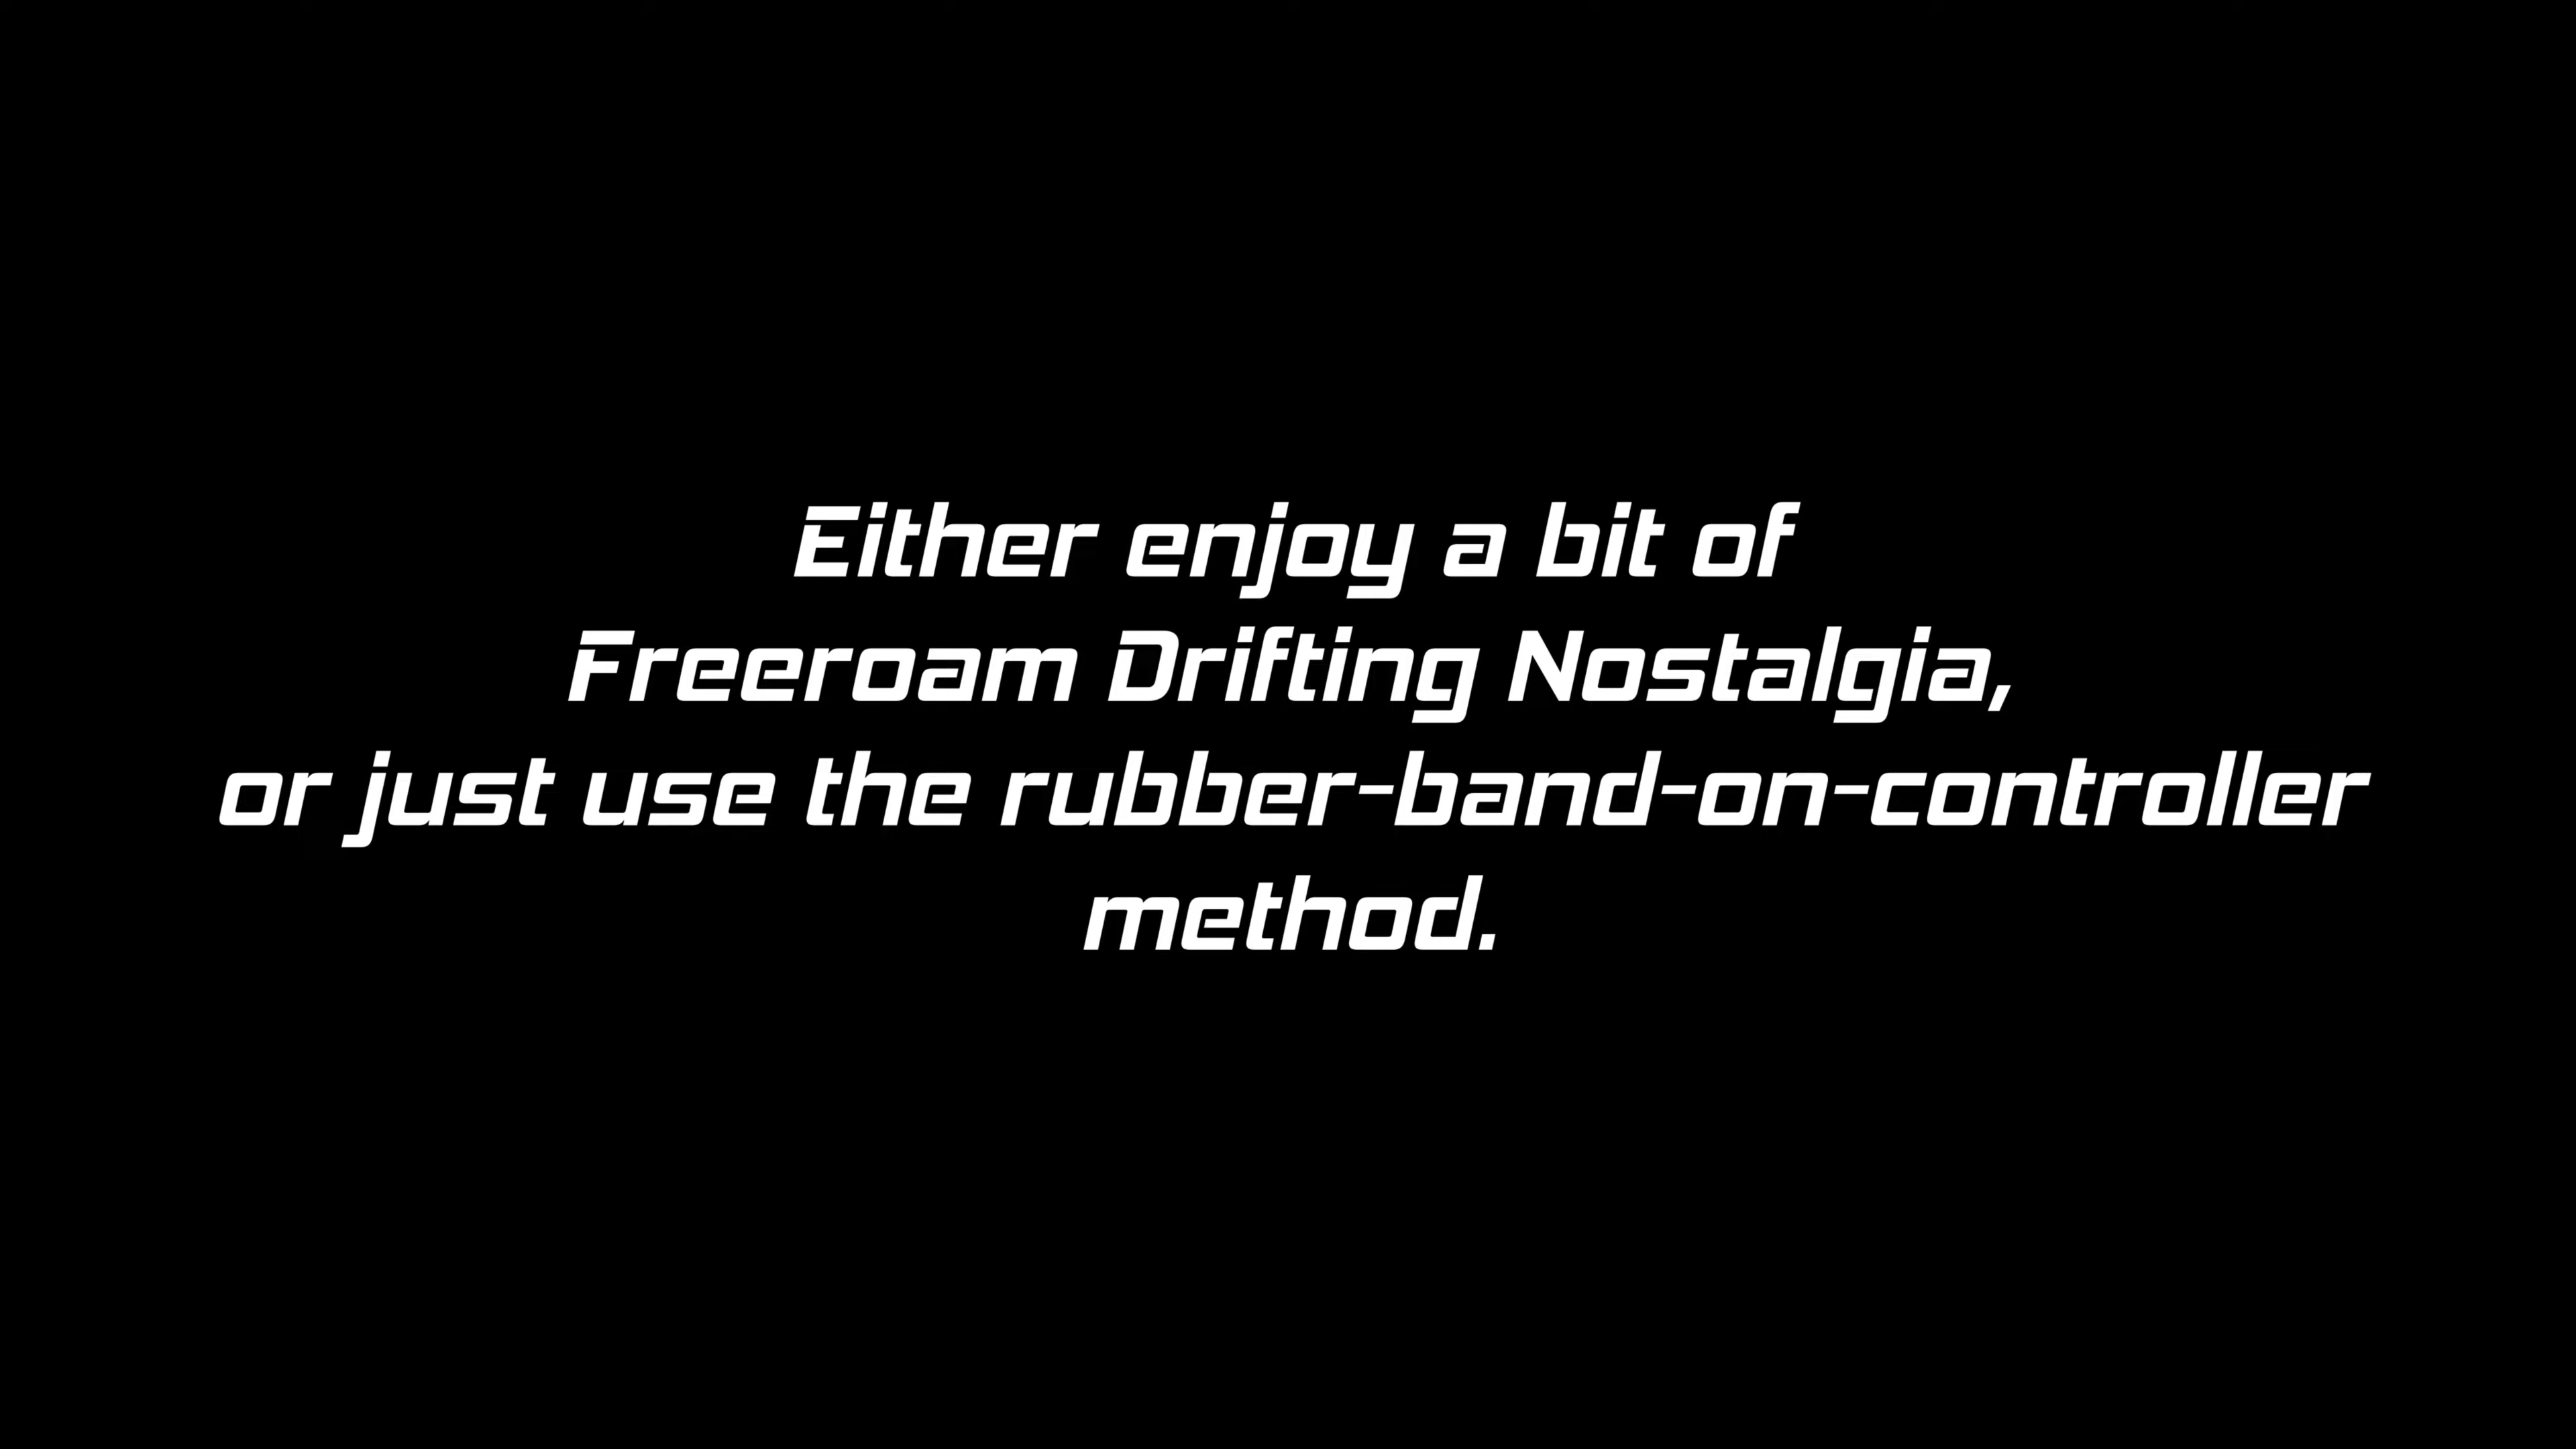 Either enjoy a bit of
Freeroam Drifting Nostalgia,
or just use the rubber-band-on-controller
method.